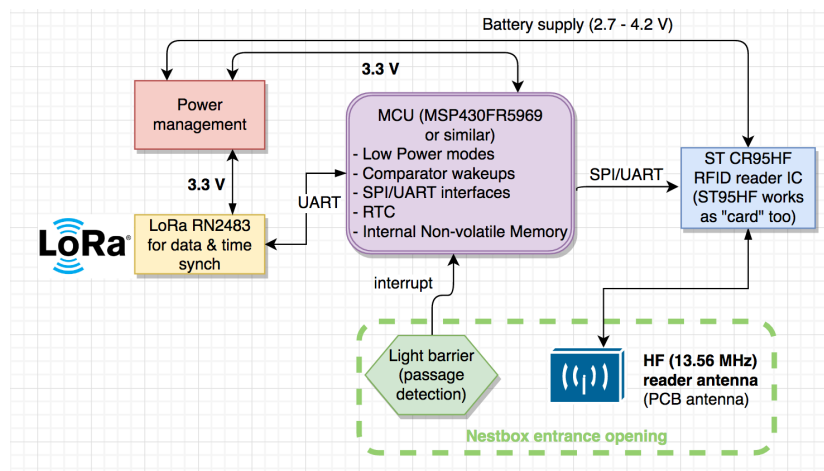 Battery supply (2.7 - 4.2 V)
3.3 V
Power
management
MCU (MSP430FR5969
or similar)
- Low Power modes
- Comparator wakeups
- SPI/UART interfaces
- RTC
- Internal Non-volatile Memory
ST CR95HF
RFID reader IC
(ST95HF works
as "card" too)
SPI/UART
3.3 V
UART
LoRa®
LoRa RN2483
for data & time
synch
interrupt
Light barrier
(passage
detection)
HF (13.56 MHz)
reader antenna
(PCB antenna)
Nestbox entrance opening